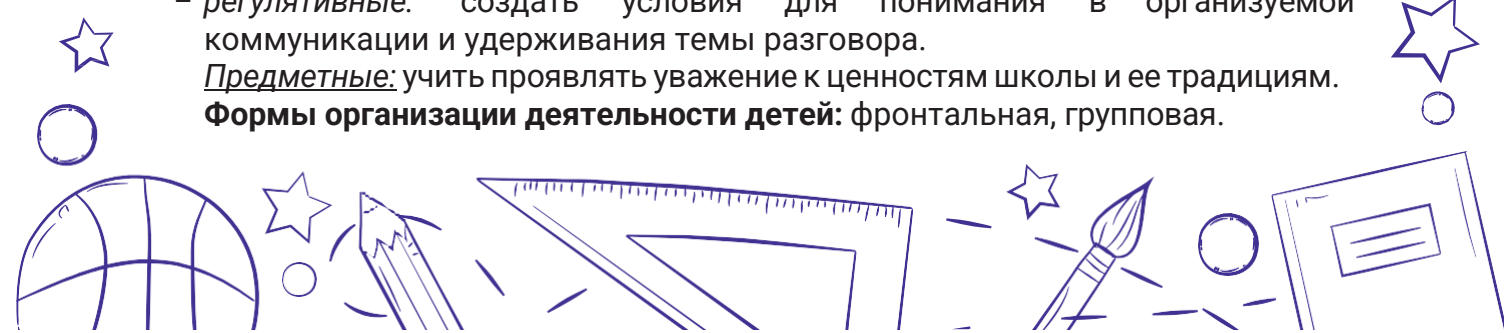 – регулятивные: создать условия для понимания в организуемой
коммуникации и удерживания темы разговора.
Предметные: учить проявлять уважение к ценностям школы и ее традициям.
Формы организации деятельности детей: фронтальная, групповая.